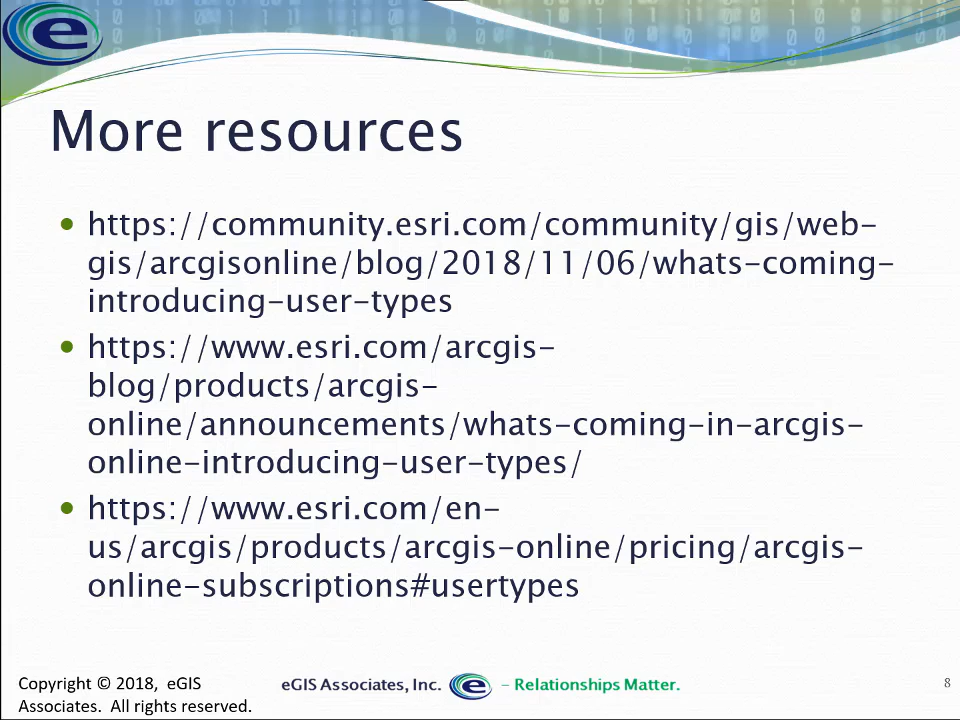 e
More resources
• https://community.esri.com/community/gis/web-
gis/arcgisonline/blog/2018/11/06/whats-coming-
introducing-user-types
• https://www.esri.com/arcgis-
blog/products/arcgis-
online/announcements/whats-coming-in-arcgis-
online-introducing-user-types/
• https://www.esri.com/en-
us/arcgis/products/arcgis-online/pricing/arcgis-
online-subscriptions#usertypes
Copyright © 2018, eGIS
Associates. All rights reserved.
eGIS Associates, Inc. e – Relationships Matter.
8